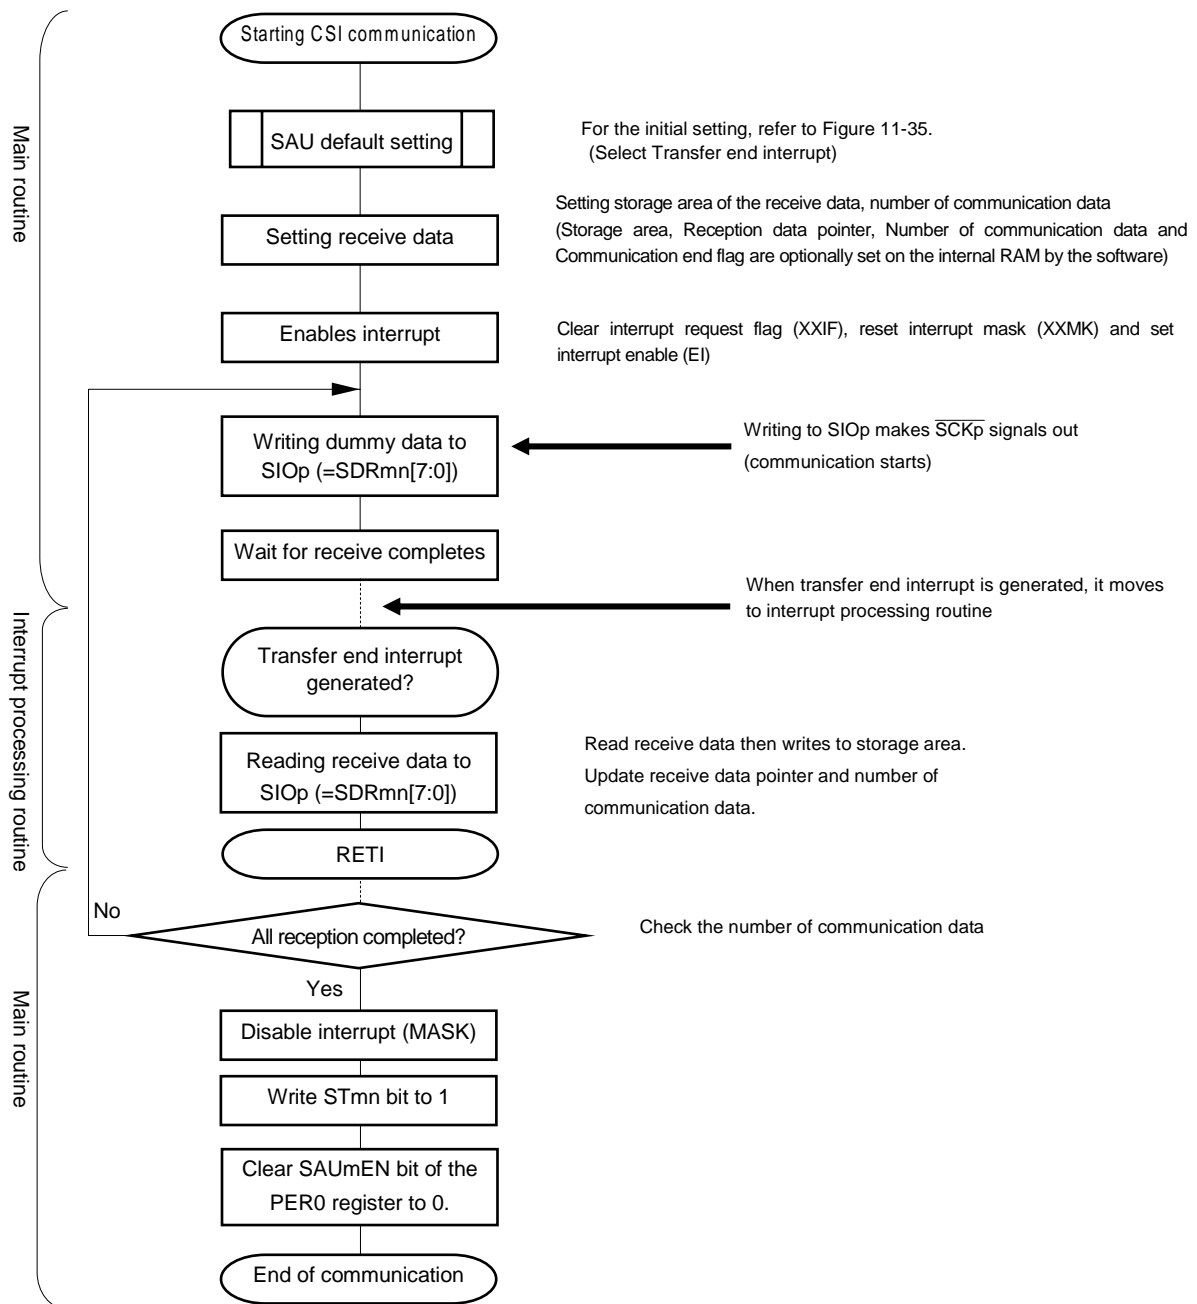 Starting CSI communication
Main routine
SAU default setting
For the initial setting, refer to Figure 11-35.
(Select Transfer end interrupt)
Setting receive data
Setting storage area of the receive data, number of communication data
(Storage area, Reception data pointer, Number of communication data and
Communication end flag are optionally set on the internal RAM by the software)
Enables interrupt
Clear interrupt request flag (XXIF), reset interrupt mask (XXMK) and set
interrupt enable (EI)
Writing dummy data to
SIOp (=SDRmn[7:0])
Writing to SIOp makes S̅C̅K̅p̅ signals out
(communication starts)
Wait for receive completes
When transfer end interrupt is generated, it moves
to interrupt processing routine
Interrupt processing routine
Transfer end interrupt
generated?
Reading receive data to
SIOp (=SDRmn[7:0])
Read receive data then writes to storage area.
Update receive data pointer and number of
communication data.
RETI
No
All reception completed?
Check the number of communication data
Yes
Main routine
Disable interrupt (MASK)
Write STmn bit to 1
Clear SAUmEN bit of the
PER0 register to 0.
End of communication